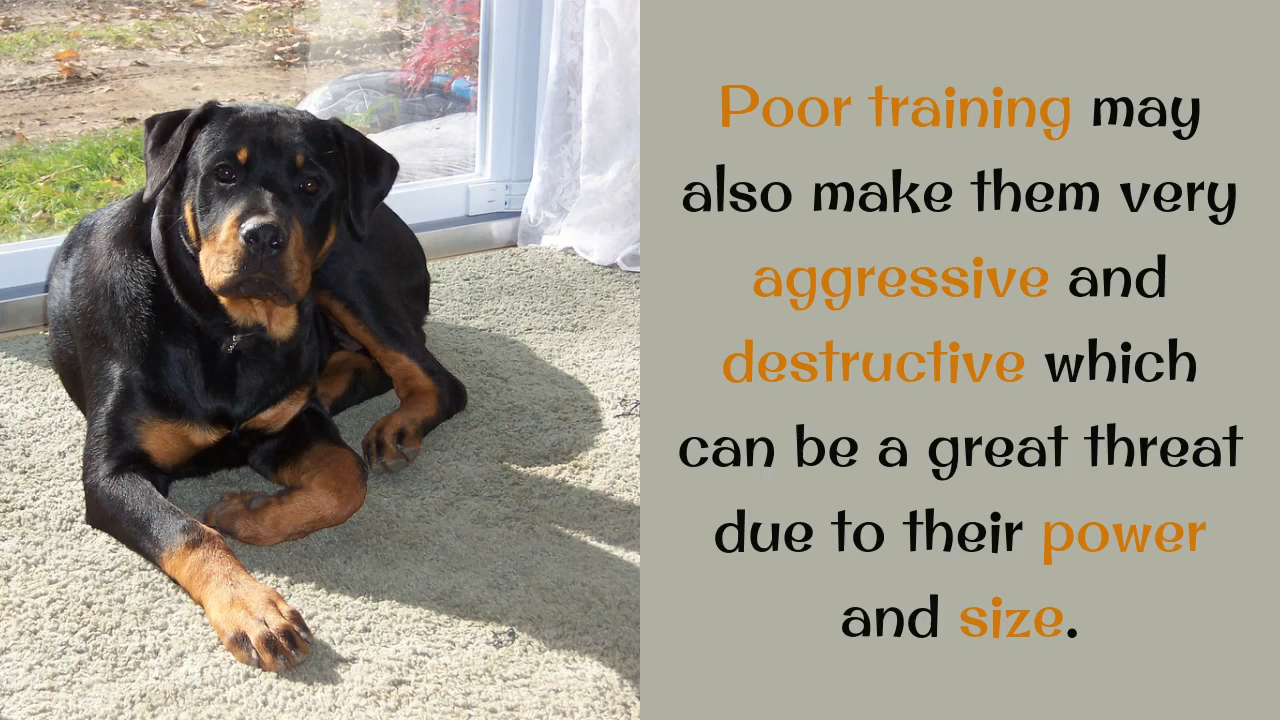 Poor training may
also make them very
aggressive and
destructive which
can be a great threat
due to their power
and size.